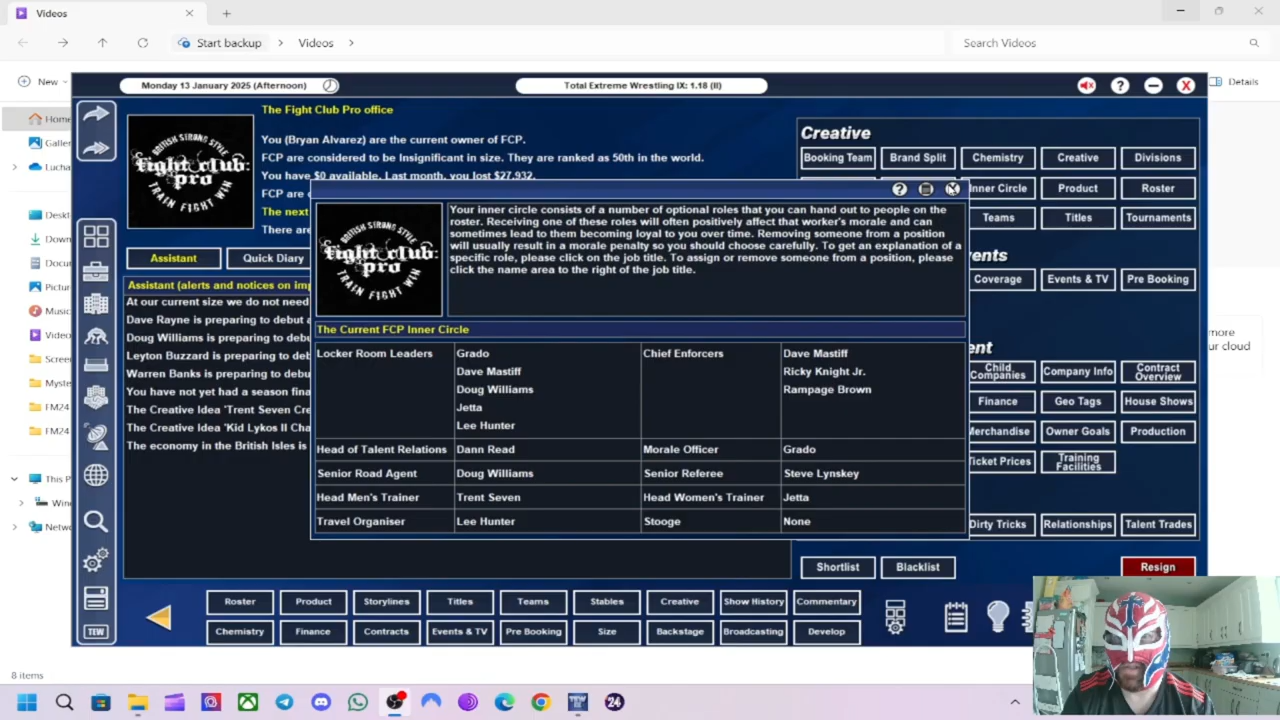 Videos
Start backup
Videos
Search Videos
New
Details
Monday 13 January 2025 (Afternoon)
Total Extreme Wrestling IX: 1.18 (II)
The Fight Club Pro office
BRITISH STRONG STYLE
fight club:
pro
TRAIN FIGHT WIN
You (Bryan Alvarez) are the current owner of FCP.
FCP are considered to be Insignificant in size. They are ranked as 50th in the world.
You have $0 available. Last month, you lost $27,932.
FCP are
The next
There are
Assistant
Quick Diary
Assistant (alerts and notices on imp
At our current size we do not need
Dave Rayne is preparing to debut a
Doug Williams is preparing to debu
Leyton Buzzard is preparing to deb
Warren Banks is preparing to debu
You have not yet had a season fina
The Creative Idea 'Trent Seven Cre
The Creative Idea 'Kid Lykos II Cha
The economy in the British Isles is
Creative
Booking Team
Brand Split
Chemistry
Creative
Divisions
Inner Circle
Product
Roster
Teams
Titles
Tournaments
ents
Coverage
Events & TV
Pre Booking
ent
Child Companies
Company Info
Contract Overview
Finance
Geo Tags
House Shows
Merchandise
Owner Goals
Production
Ticket Prices
Training Facilities
Dirty Tricks
Relationships
Talent Trades
Shortlist
Blacklist
Resign
BRITISH STRONG STYLE
fight club:
pro
TRAIN FIGHT WIN
Your inner circle consists of a number of optional roles that you can hand out to people on the
roster. Receiving one of these roles will often positively affect that worker's morale and can
sometimes lead to them becoming loyal to you over time. Removing someone from a position
will usually result in a morale penalty so you should choose carefully. To get an explanation of a
specific role, please click on the job title. To assign or remove someone from a position, please
click the name area to the right of the job title.
The Current FCP Inner Circle
Locker Room Leaders
Grado
Dave Mastiff
Doug Williams
Jetta
Lee Hunter
Chief Enforcers
Dave Mastiff
Ricky Knight Jr.
Rampage Brown
Head of Talent Relations
Dann Read
Morale Officer
Grado
Senior Road Agent
Doug Williams
Senior Referee
Steve Lynskey
Head Men's Trainer
Trent Seven
Head Women's Trainer
Jetta
Travel Organiser
Lee Hunter
Stooge
None
Roster
Product
Storylines
Titles
Teams
Stables
Creative
Show History
Commentary
Chemistry
Finance
Contracts
Events & TV
Pre Booking
Size
Backstage
Broadcasting
Develop
TEW
Home
Galler
Lucha
Deskt
Down
Docu
Pictur
Music
Video
Scree
Myste
FM24
FM24
This P
Wind
Netwo
more
ur cloud
8 items
24